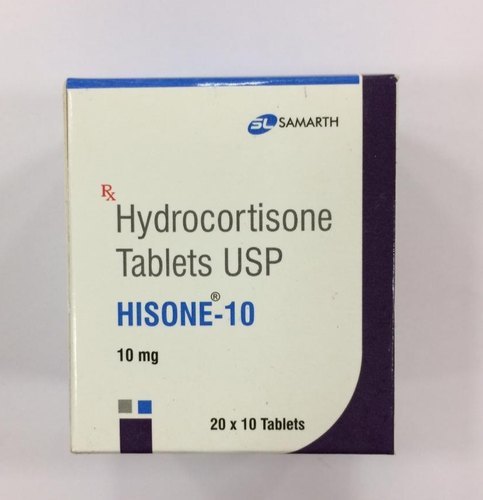 SL SAMARTH
Rx
Hydrocortisone
Tablets USP
HISONE®-10
10 mg
20 x 10 Tablets